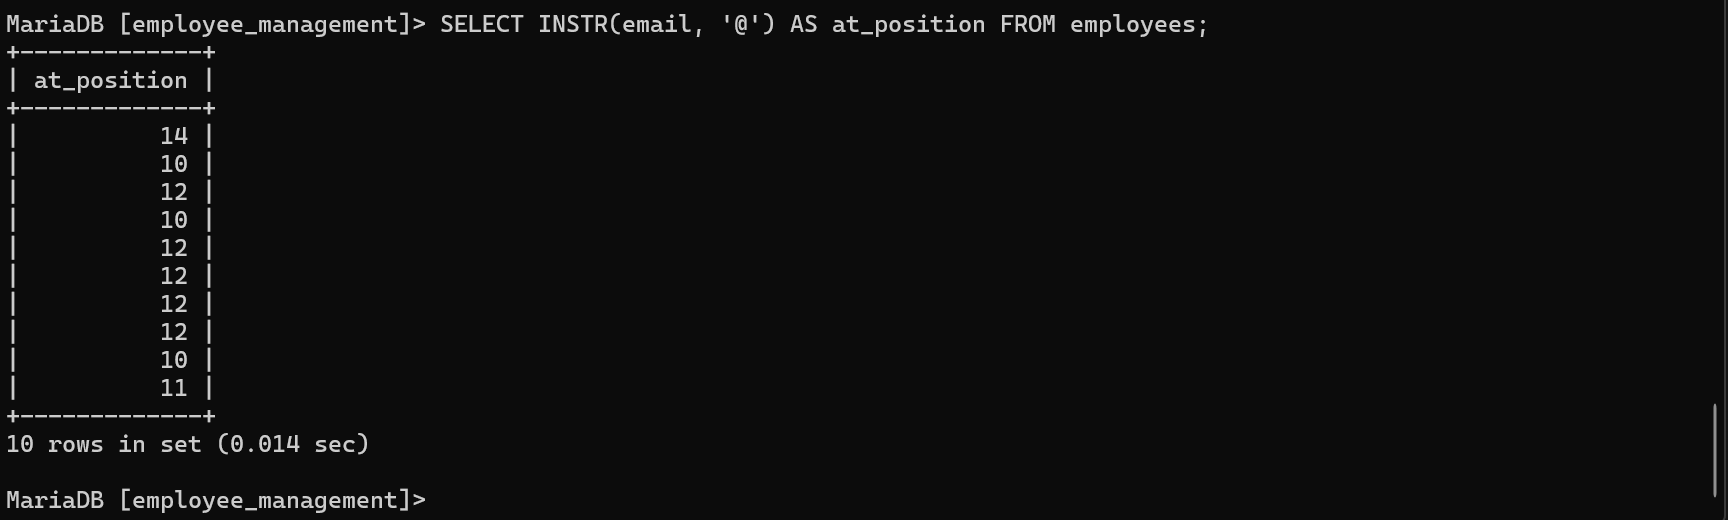 MariaDB [employee_management]> SELECT INSTR(email, '@') AS at_position FROM employees;
+-------------+
| at_position |
+-------------+
|          14 |
|          10 |
|          12 |
|          10 |
|          12 |
|          12 |
|          12 |
|          12 |
|          10 |
|          11 |
+-------------+
10 rows in set (0.014 sec)

MariaDB [employee_management]>